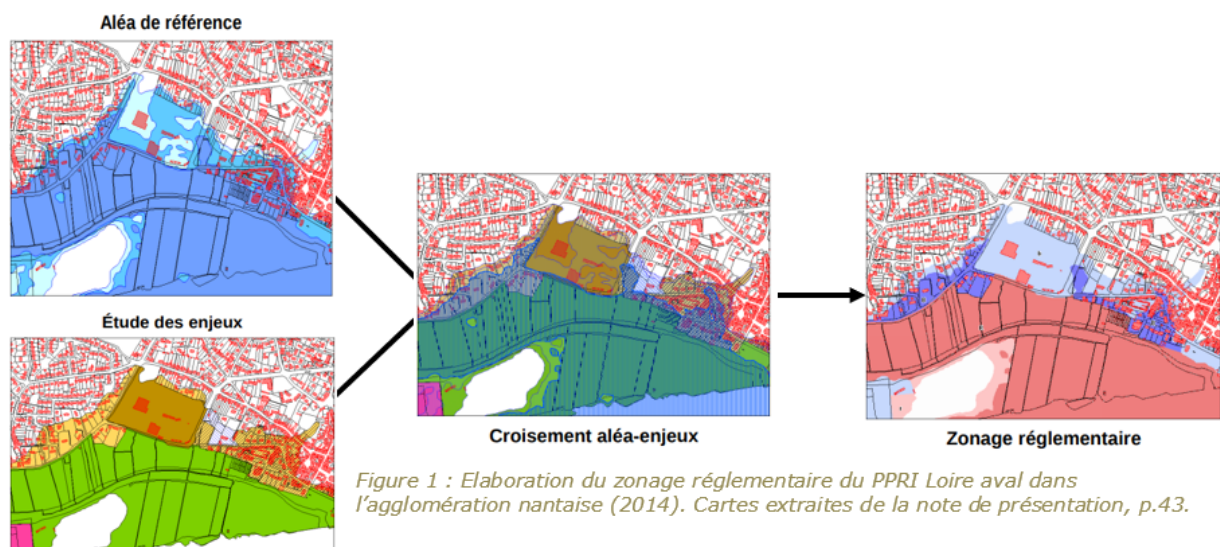 Aléa de référence
Étude des enjeux
Croisement aléa-enjeux
Zonage réglementaire
Figure 1 : Elaboration du zonage réglementaire du PPRI Loire aval dans
l'agglomération nantaise (2014). Cartes extraites de la note de présentation, p.43.